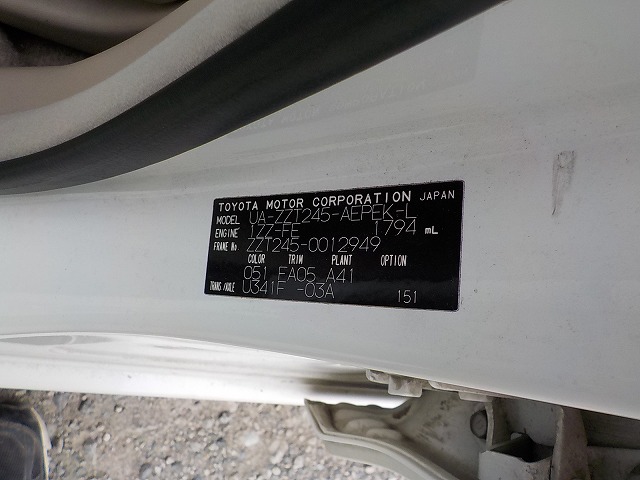 TOYOTA MOTOR CORPORATION JAPAN
MODEL UA-ZZT245-AEPEK-L
ENGINE 1ZZ-FE 1794 mL
FRAME No. ZZT245-0012949
COLOR TRIM PLANT OPTION
051 FA05 A41
TRANS/AXLE U341F -03A 151